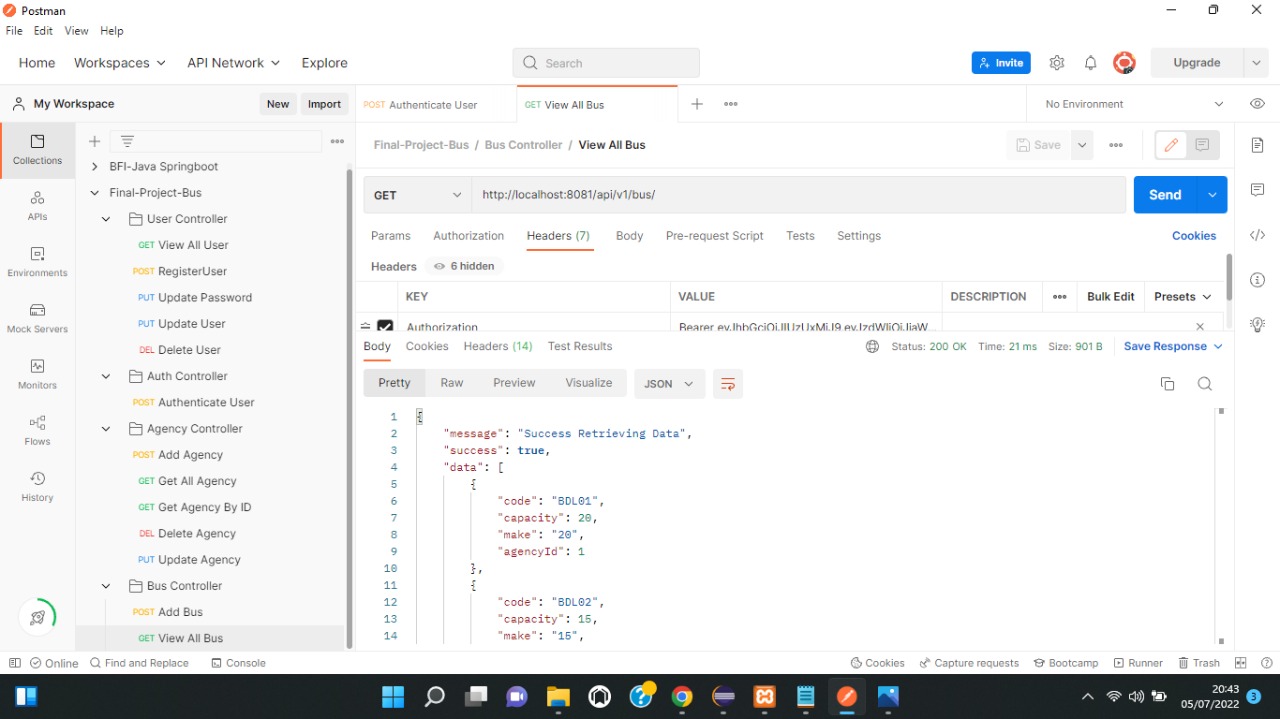 Postman
File Edit View Help
Home Workspaces API Network Explore
Search
Invite
Upgrade
My Workspace
New Import
POST Authenticate User
GET View All Bus
No Environment
Collections
APIs
Environments
Mock Servers
Monitors
Flows
History
BFI-Java Springboot
Final-Project-Bus
User Controller
GET View All User
POST RegisterUser
PUT Update Password
PUT Update User
DEL Delete User
Auth Controller
POST Authenticate User
Agency Controller
POST Add Agency
GET Get All Agency
GET Get Agency By ID
DEL Delete Agency
PUT Update Agency
Bus Controller
POST Add Bus
GET View All Bus
Final-Project-Bus / Bus Controller / View All Bus
Save
GET http://localhost:8081/api/v1/bus/
Send
Params Authorization Headers (7) Body Pre-request Script Tests Settings Cookies
Headers 6 hidden
KEY VALUE DESCRIPTION Bulk Edit Presets
Authorization Bearer
Body Cookies Headers (14) Test Results
Status: 200 OK Time: 21 ms Size: 901 B Save Response
Pretty Raw Preview Visualize JSON
1 {
2 "message": "Success Retrieving Data",
3 "success": true,
4 "data": [
5 {
6 "code": "BDL01",
7 "capacity": 20,
8 "make": "20",
9 "agencyId": 1
10 },
11 {
12 "code": "BDL02",
13 "capacity": 15,
14 "make": "15",
Online Find and Replace Console
Cookies Capture requests Bootcamp Runner Trash
20:43
05/07/2022
3